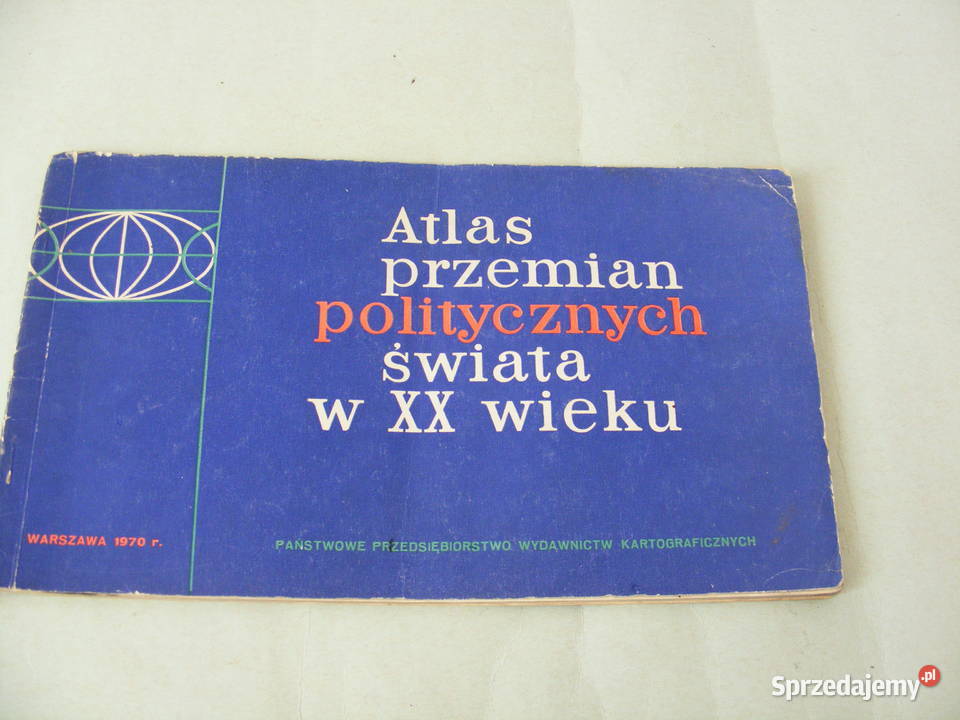 Atlas
przemian
politycznych
świata
w XX wieku
WARSZAWA 1970 r.
PAŃSTWOWE PRZEDSIĘBIORSTWO WYDAWNICTW KARTOGRAFICZNYCH
Sprzedajemy.pl